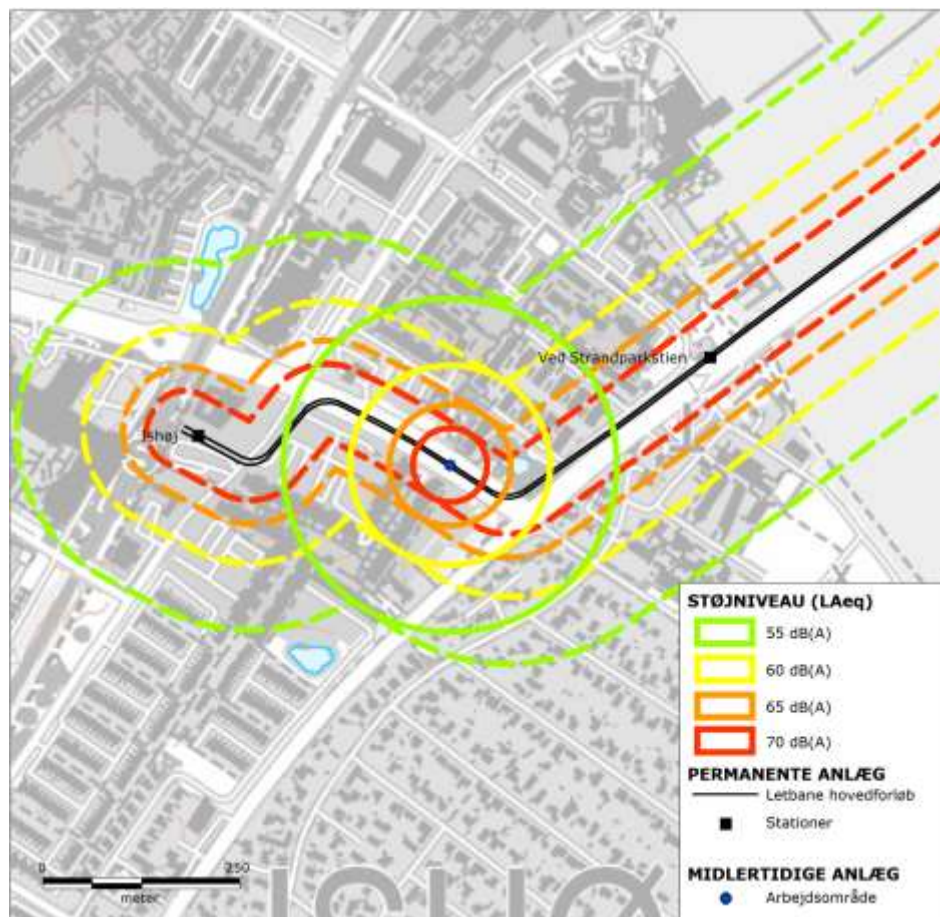 Ved Strandparkstien
Ishøj
STØJNIVEAU (LAeq)
55 dB(A)
60 dB(A)
65 dB(A)
70 dB(A)
PERMANENTE ANLÆG
Letbane hovedforløb
Stationer
MIDLERTIDIGE ANLÆG
Arbejdsområde
0 250
meter